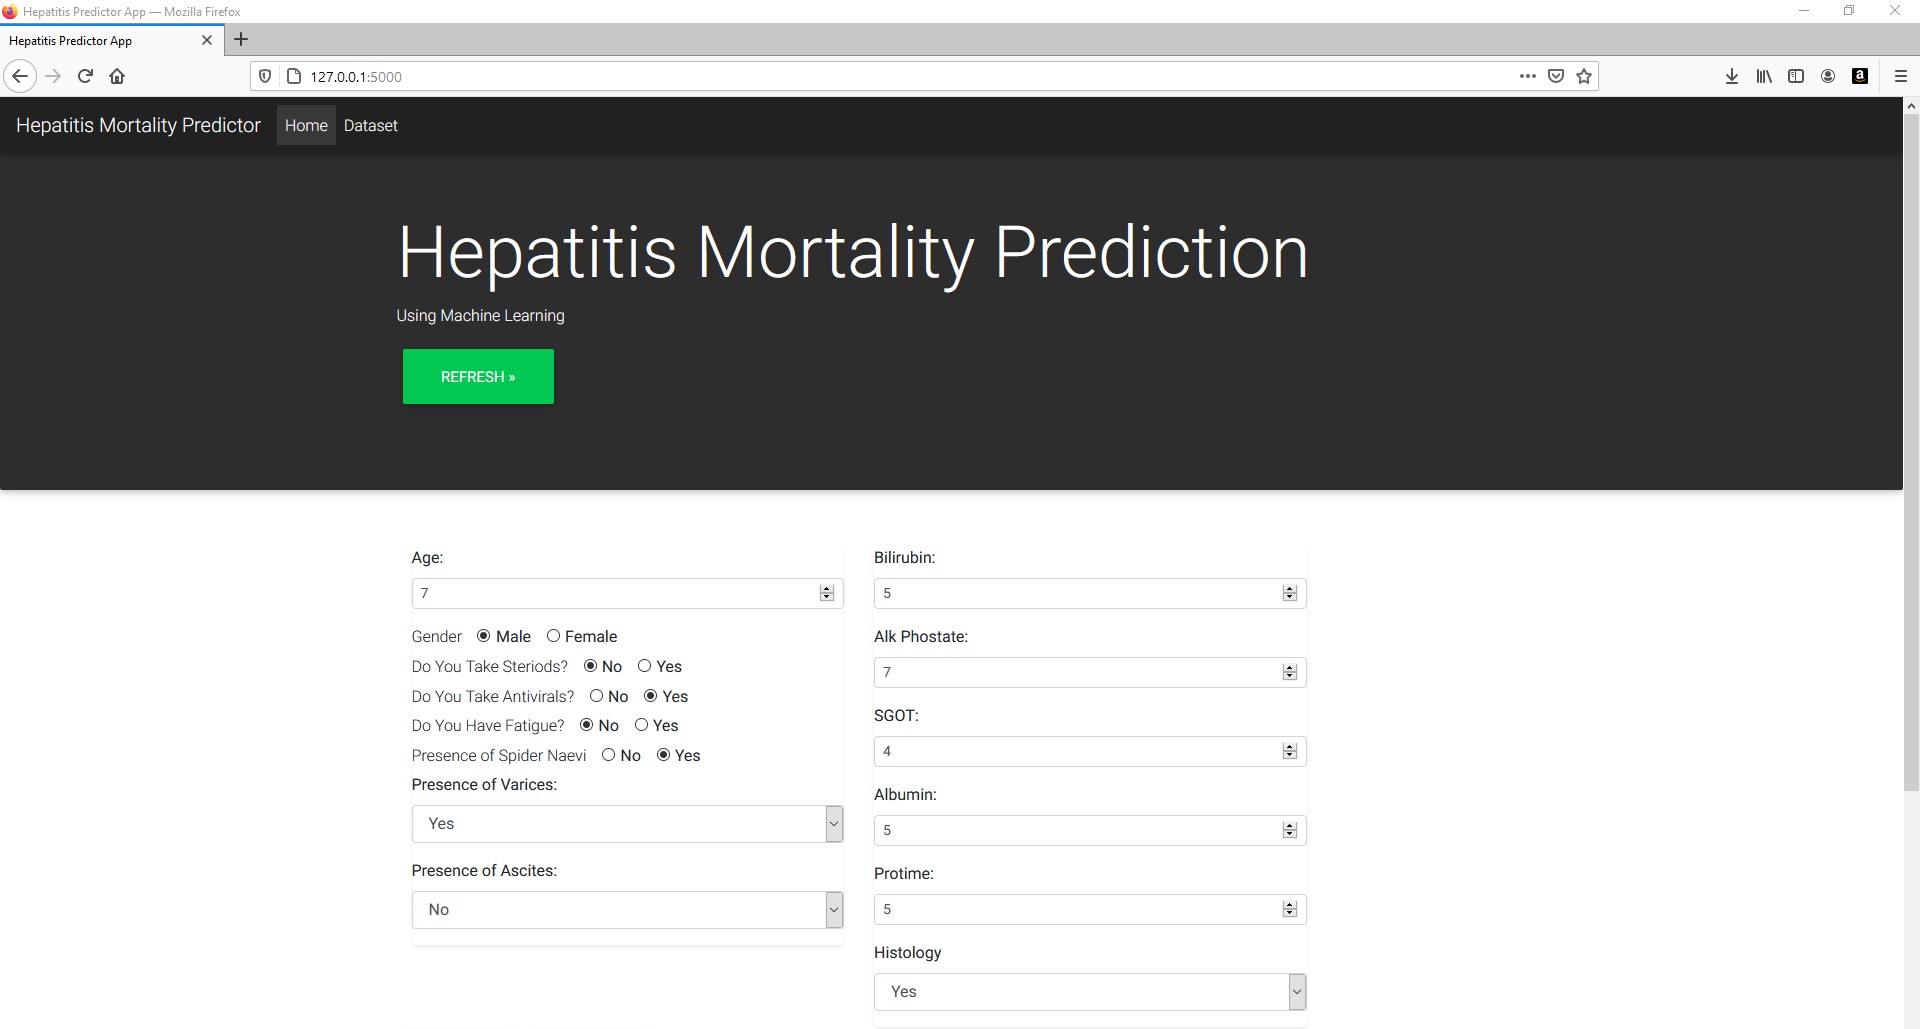 Hepatitis Predictor App — Mozilla Firefox
Hepatitis Predictor App
127.0.0.1:5000
Hepatitis Mortality Predictor Home Dataset
Hepatitis Mortality Prediction
Using Machine Learning
REFRESH »
Age:
7
Gender Male Female
Do You Take Steriods? No Yes
Do You Take Antivirals? No Yes
Do You Have Fatigue? No Yes
Presence of Spider Naevi No Yes
Presence of Varices:
Yes
Presence of Ascites:
No
Bilirubin:
5
Alk Phostate:
7
SGOT:
4
Albumin:
5
Protime:
5
Histology
Yes